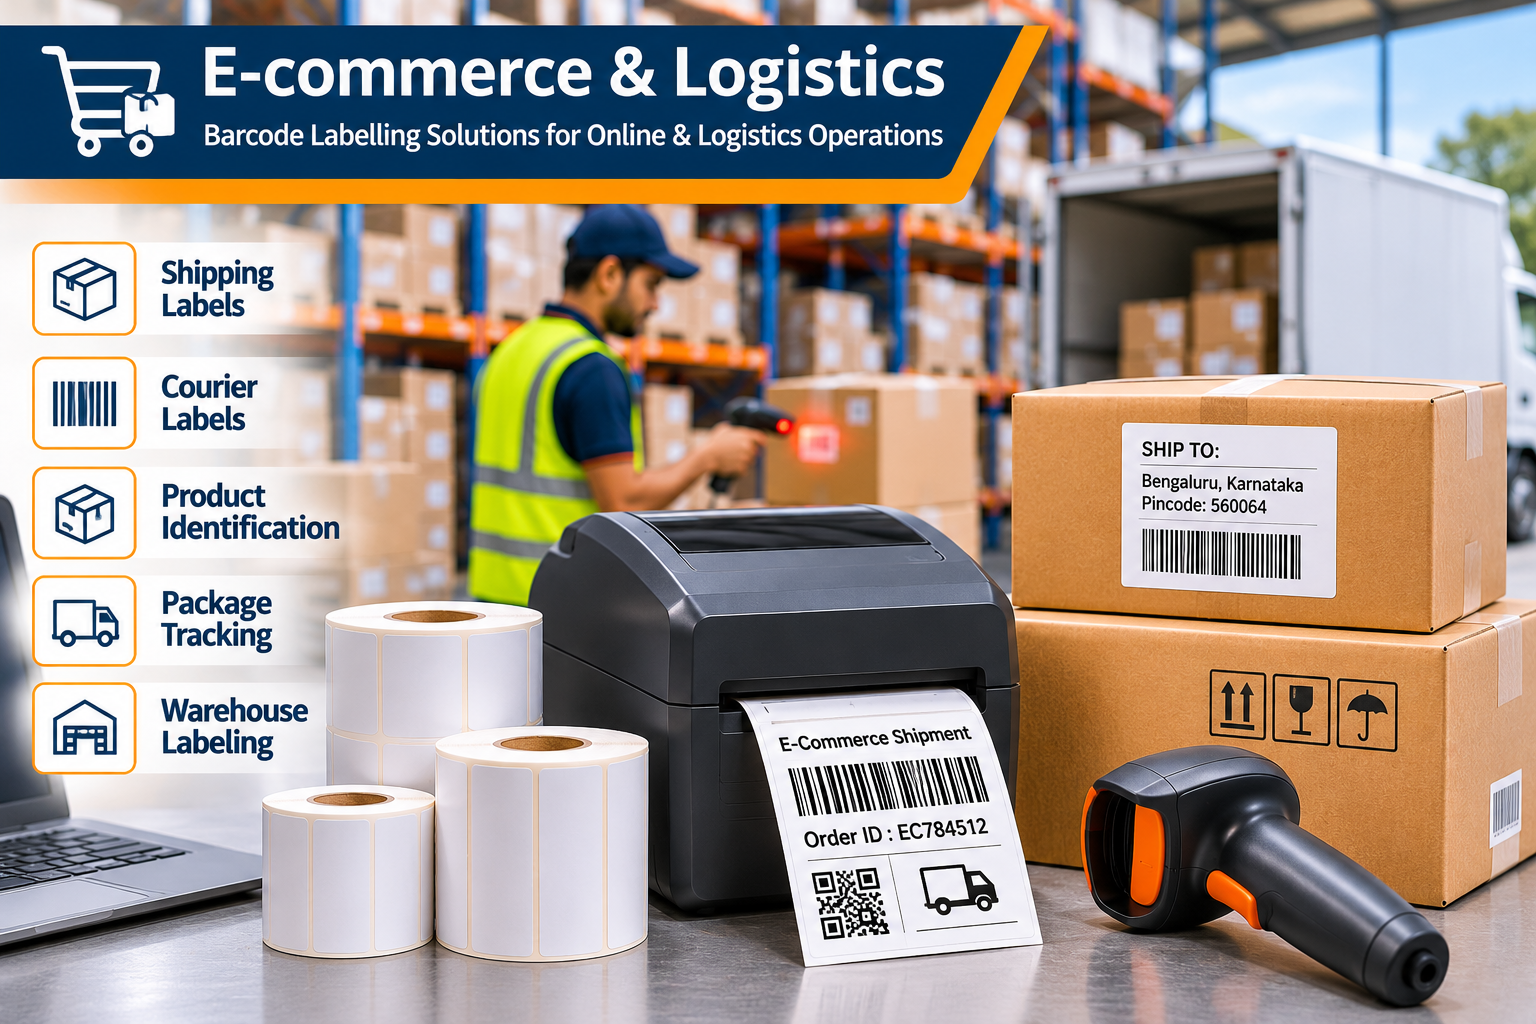 E-commerce & Logistics
Barcode Labelling Solutions for Online & Logistics Operations
Shipping
Labels
Courier
Labels
Product
Identification
Package
Tracking
Warehouse
Labeling
SHIP TO:
Bengaluru, Karnataka
Pincode: 560064
E-Commerce Shipment
Order ID : EC784512